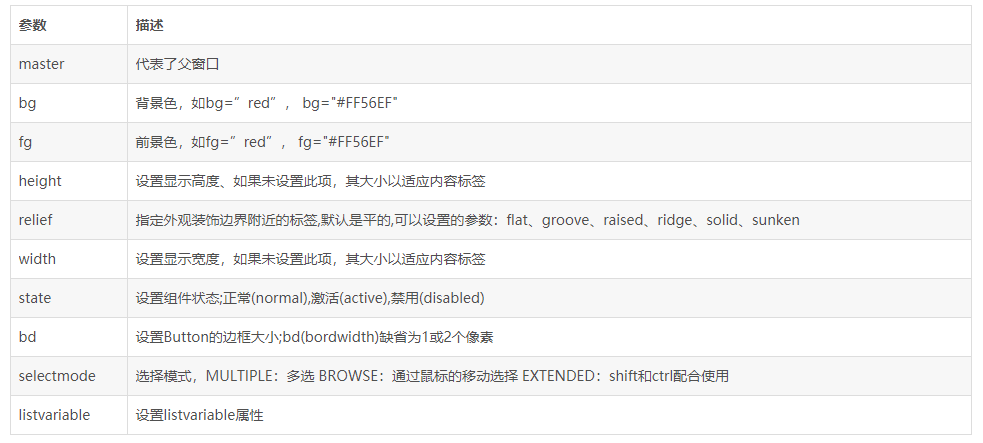 参数 描述
master 代表了父窗口
bg 背景色，如bg=”red”， bg="#FF56EF"
fg 前景色，如fg=”red”， fg="#FF56EF"
height 设置显示高度、如果未设置此项，其大小以适应内容标签
relief 指定外观装饰边界附近的标签,默认是平的,可以设置的参数：flat、groove、raised、ridge、solid、sunken
width 设置显示宽度，如果未设置此项，其大小以适应内容标签
state 设置组件状态;正常(normal),激活(active),禁用(disabled)
bd 设置Button的边框大小;bd(bordwidth)缺省为1或2个像素
selectmode 选择模式，MULTIPLE：多选 BROWSE：通过鼠标的移动选择 EXTENDED：shift和ctrl配合使用
listvariable 设置listvariable属性